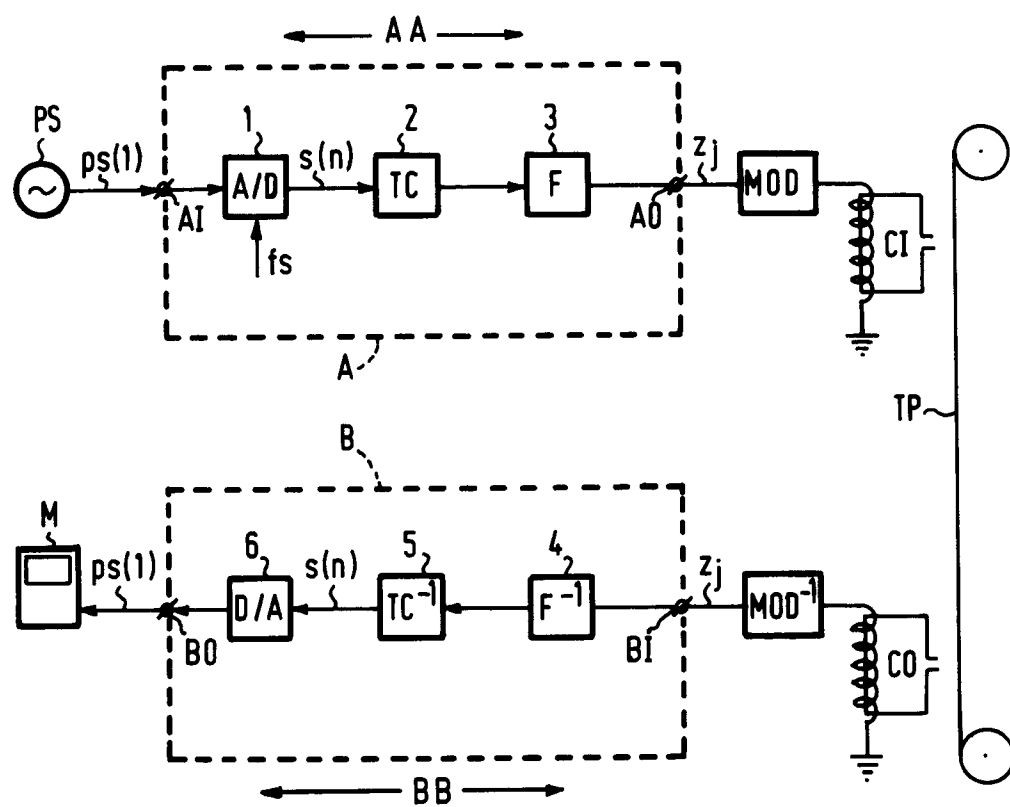 AA
PS
1
2
3
ps(1)
s(n)
zj
~
A/D
TC
F
MOD
AI
AO
CI
fs
A
TP
B
M
6
5
4
ps(1)
s(n)
zj
D/A
TC⁻¹
F⁻¹
MOD⁻¹
BO
BI
CO
BB